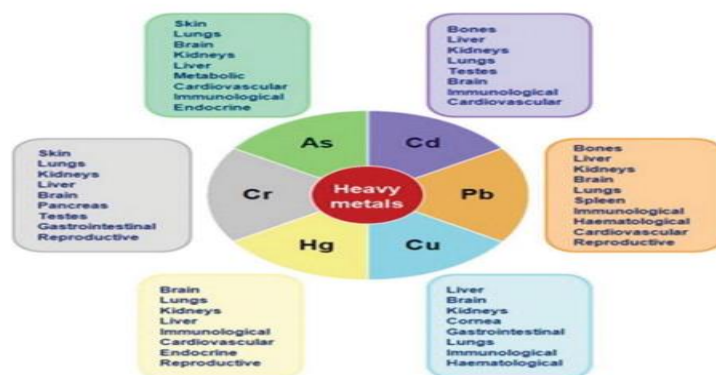 Skin
Lungs
Brain
Kidneys
Liver
Metabolic
Cardiovascular
Immunological
Endocrine
Bones
Liver
Kidneys
Lungs
Testes
Brain
Immunological
Cardiovascular
As
Cd
Cr
Heavy
metals
Pb
Hg
Cu
Skin
Lungs
Kidneys
Liver
Brain
Pancreas
Testes
Gastrointestinal
Reproductive
Bones
Liver
Kidneys
Brain
Lungs
Spleen
Immunological
Haematological
Cardiovascular
Reproductive
Brain
Lungs
Kidneys
Liver
Immunological
Cardiovascular
Endocrine
Reproductive
Liver
Brain
Kidneys
Cornea
Gastrointestinal
Lungs
Immunological
Haematological